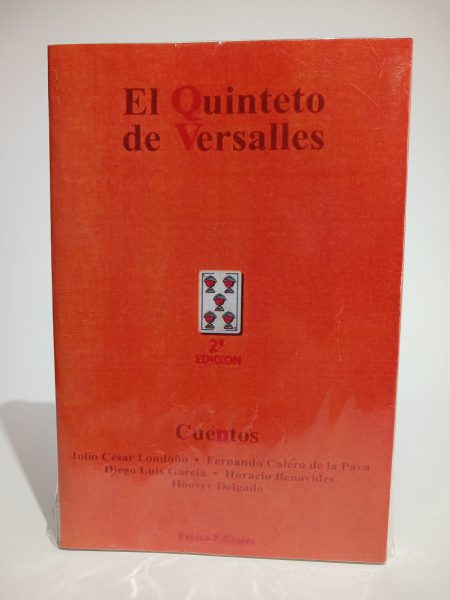 El Quinteto
de Versalles
2ª
EDICION
Cuentos
Julio César Londoño • Fernando Calero de la Pava
Diego Luis García • Horacio Benavides
Hoover Delgado
Editores